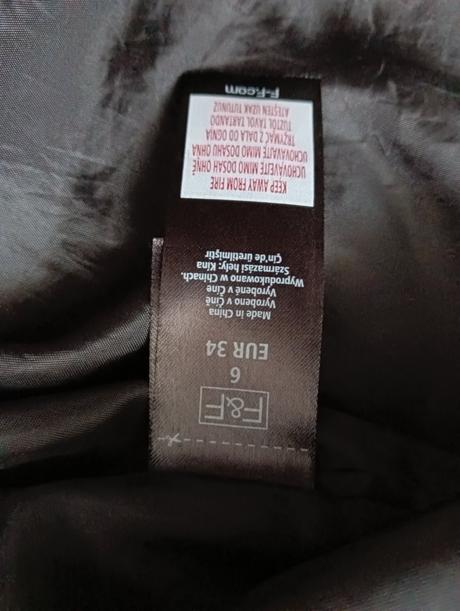 F&F
6
EUR 34
Made in China
Vyrobeno v Číně
Vyrobené v Číne
Wyprodukowano w Chinach.
Származási hely: Kína
Çin'de üretilmiştir
KEEP AWAY FROM FIRE
UCHOVÁVEJTE MIMO DOSAH OHNĚ
UCHOVÁVAJTE MIMO DOSAHU OHŇA
TRZYMAĆ Z DALA OD OGNIA
TŰZTŐL TÁVOL TARTANDÓ
ATEŞTEN UZAK TUTUNUZ
F-F.com